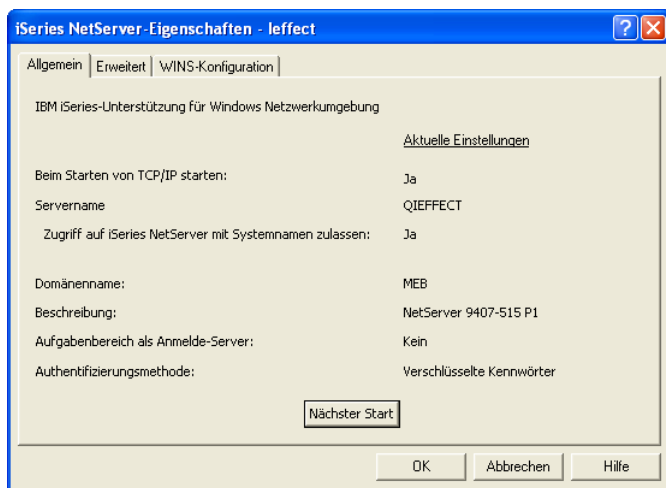 iSeries NetServer-Eigenschaften - Ieffect
Allgemein Erweitert WINS-Konfiguration
IBM iSeries-Unterstützung für Windows Netzwerkumgebung
Aktuelle Einstellungen
Beim Starten von TCP/IP starten: Ja
Servername QIEFFECT
Zugriff auf iSeries NetServer mit Systemnamen zulassen: Ja
Domänenname: MEB
Beschreibung: NetServer 9407-515 P1
Aufgabenbereich als Anmelde-Server: Kein
Authentifizierungsmethode: Verschlüsselte Kennwörter
Nächster Start
OK Abbrechen Hilfe